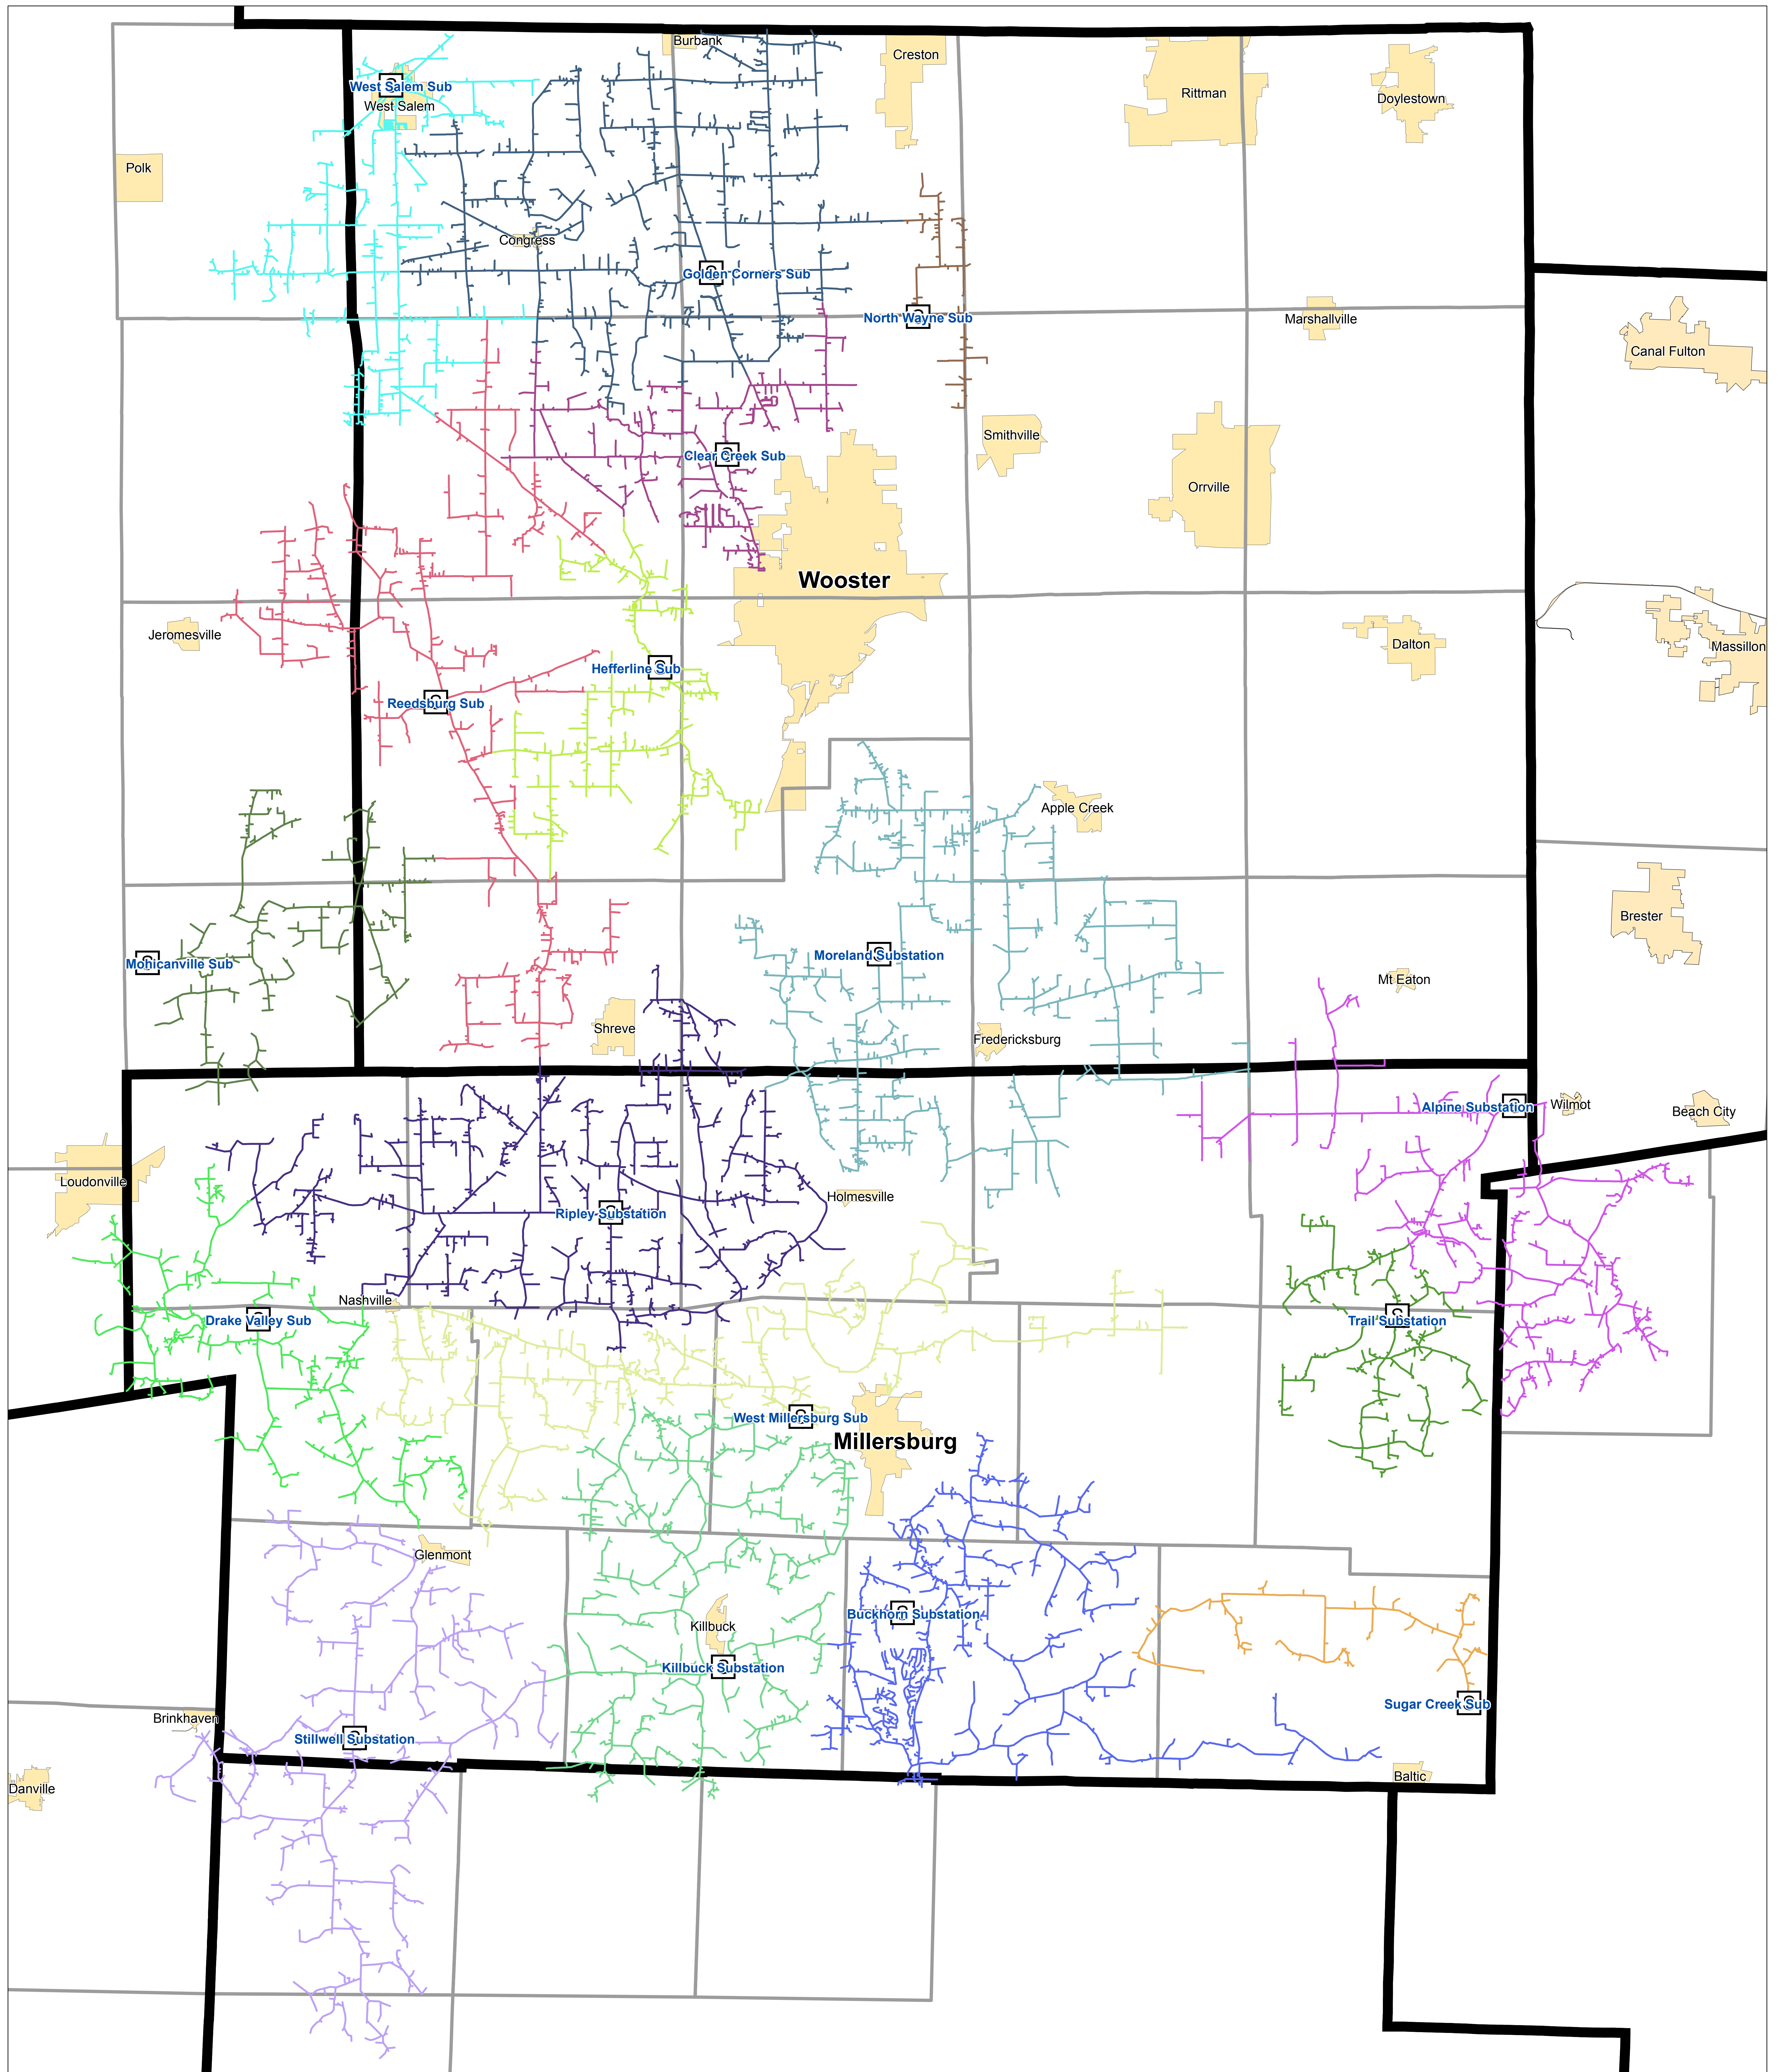 Burbank
Creston
West Salem Sub
West Salem
Rittman
Doylestown
Polk
Congress
Golden Corners Sub
North Wayne Sub
Marshallville
Canal Fulton
Smithville
Clear Creek Sub
Orrville
Wooster
Jeromesville
Dalton
Massillon
Hefferline Sub
Reedsburg Sub
Apple Creek
Brester
Moreland Substation
Mohicanville Sub
Mt Eaton
Shreve
Fredericksburg
Alpine Substation
Wilmot
Beach City
Loudonville
Holmesville
Ripley Substation
Nashville
Drake Valley Sub
Trail Substation
West Millersburg Sub
Millersburg
Glenmont
Buckhorn Substation
Killbuck
Killbuck Substation
Sugar Creek Sub
Brinkhaven
Stillwell Substation
Baltic
Danville